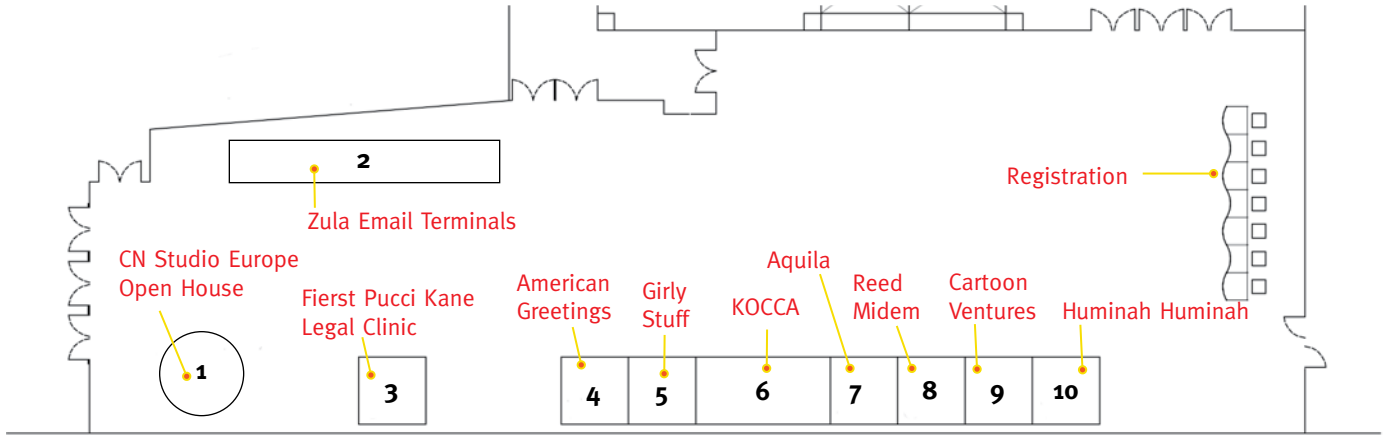 2
Registration
Zula Email Terminals
CN Studio Europe
Open House
Fierst Pucci Kane
Legal Clinic
American
Greetings
Girly
Stuff
KOCCA
Aquila
Reed
Midem
Cartoon
Ventures
Huminah Huminah
1
3
4
5
6
7
8
9
10